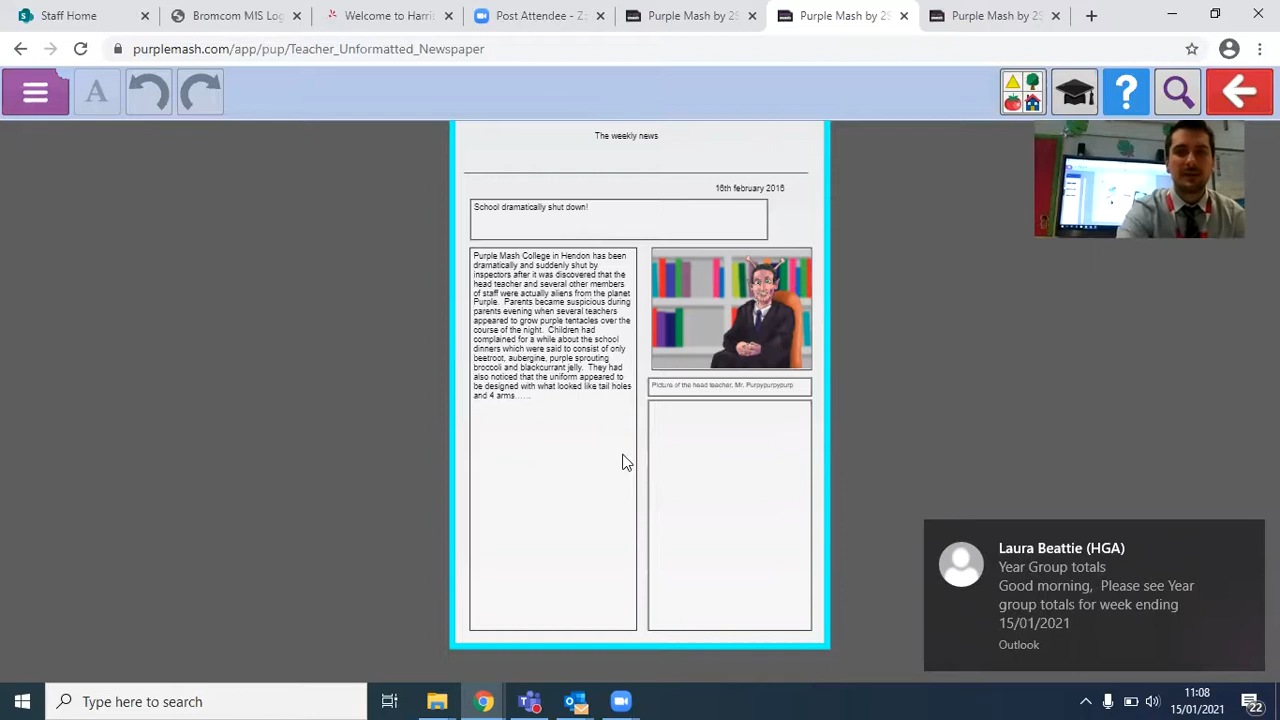 Staff Home
Bromcom MIS Log
Welcome to Harri
Post Attendee - Z
Purple Mash by 2S
Purple Mash by 2S
Purple Mash by 2S
purplemash.com/app/pup/Teacher_Unformatted_Newspaper
A
?
The weekly news
16th february 2016
School dramatically shut down!
Purple Mash College in Hendon has been
dramatically and suddenly shut by
inspectors after it was discovered that the
head teacher and several other members
of staff were actually aliens from the planet
Purple. Parents became suspicious during
parents evening when several teachers
appeared to grow purple tentacles over the
course of the night. Children had
complained for a while about the school
dinners which were said to consist of only
beetroot, aubergine, purple sprouting
broccoli and blackcurrant jelly. They had
also noticed that the uniform appeared to
be designed with what looked like tail holes
and 4 arms......
Picture of the head teacher, Mr. Purpypurpypurp
Laura Beattie (HGA)
Year Group totals
Good morning, Please see Year
group totals for week ending
15/01/2021
Outlook
Type here to search
11:08
15/01/2021
22